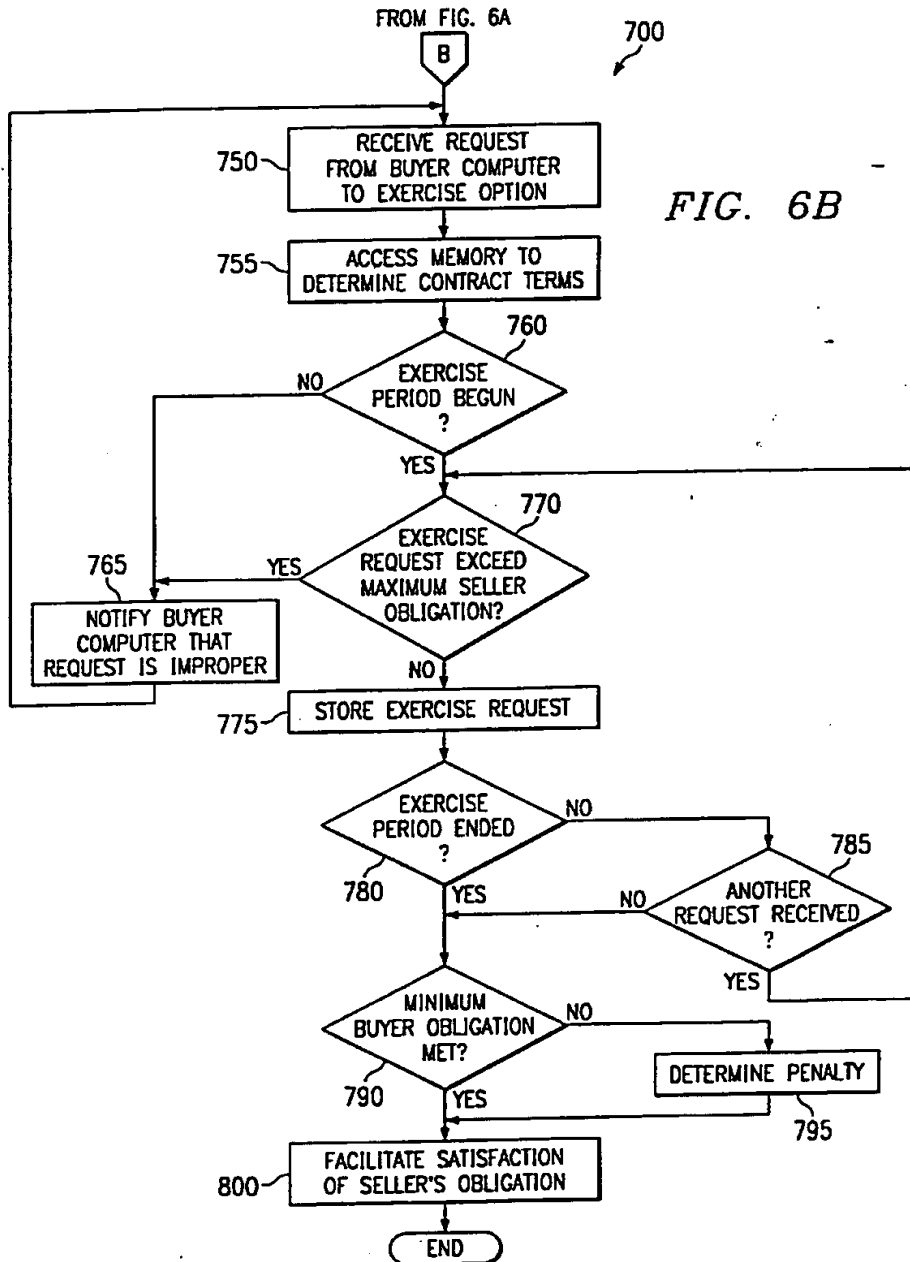 FROM FIG. 6A
B
700
750
RECEIVE REQUEST
FROM BUYER COMPUTER
TO EXERCISE OPTION
FIG. 6B
755
ACCESS MEMORY TO
DETERMINE CONTRACT TERMS
760
NO
EXERCISE
PERIOD BEGUN
?
YES
770
765
YES
EXERCISE
REQUEST EXCEED
MAXIMUM SELLER
OBLIGATION?
NOTIFY BUYER
COMPUTER THAT
REQUEST IS IMPROPER
NO
775
STORE EXERCISE REQUEST
EXERCISE
PERIOD ENDED
?
NO
780
YES
785
NO
ANOTHER
REQUEST RECEIVED
?
YES
MINIMUM
BUYER OBLIGATION
MET?
NO
790
YES
DETERMINE PENALTY
795
800
FACILITATE SATISFACTION
OF SELLER'S OBLIGATION
END